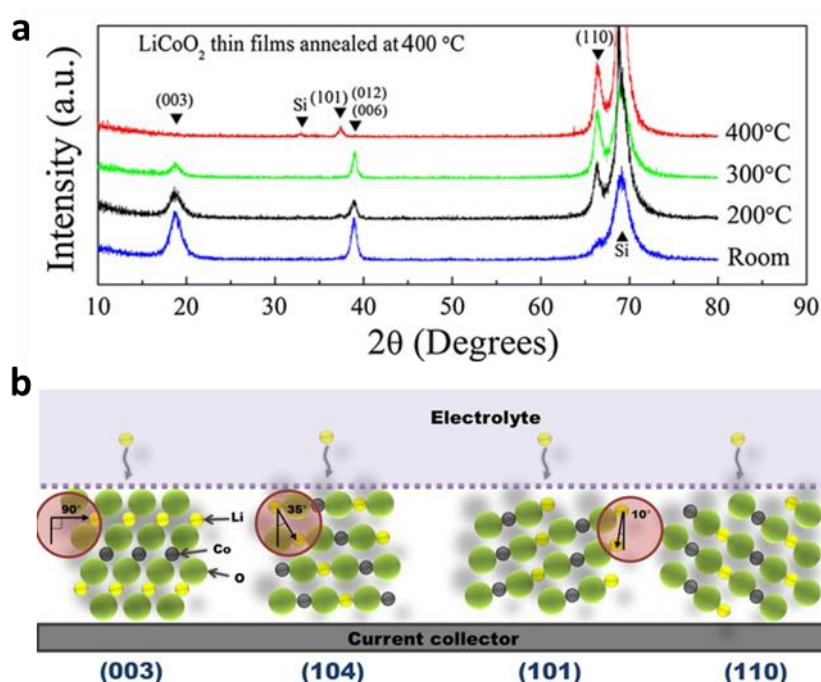 a
LiCoO₂ thin films annealed at 400 °C
(003)
Si
(101)
(012)
(006)
(110)
400°C
300°C
200°C
Room
Si
Intensity (a.u.)
10 20 30 40 50 60 70 80 90
2θ (Degrees)
b
Electrolyte
90°
35°
10°
Li
Co
O
Current collector
(003) (104) (101) (110)